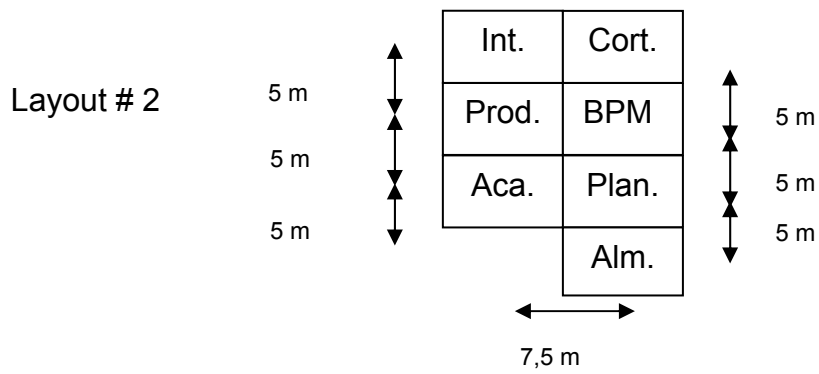 Int. Cort.
Layout # 2 5 m Prod. BPM 5 m
5 m Aca. Plan. 5 m
5 m Alm. 5 m
7,5 m